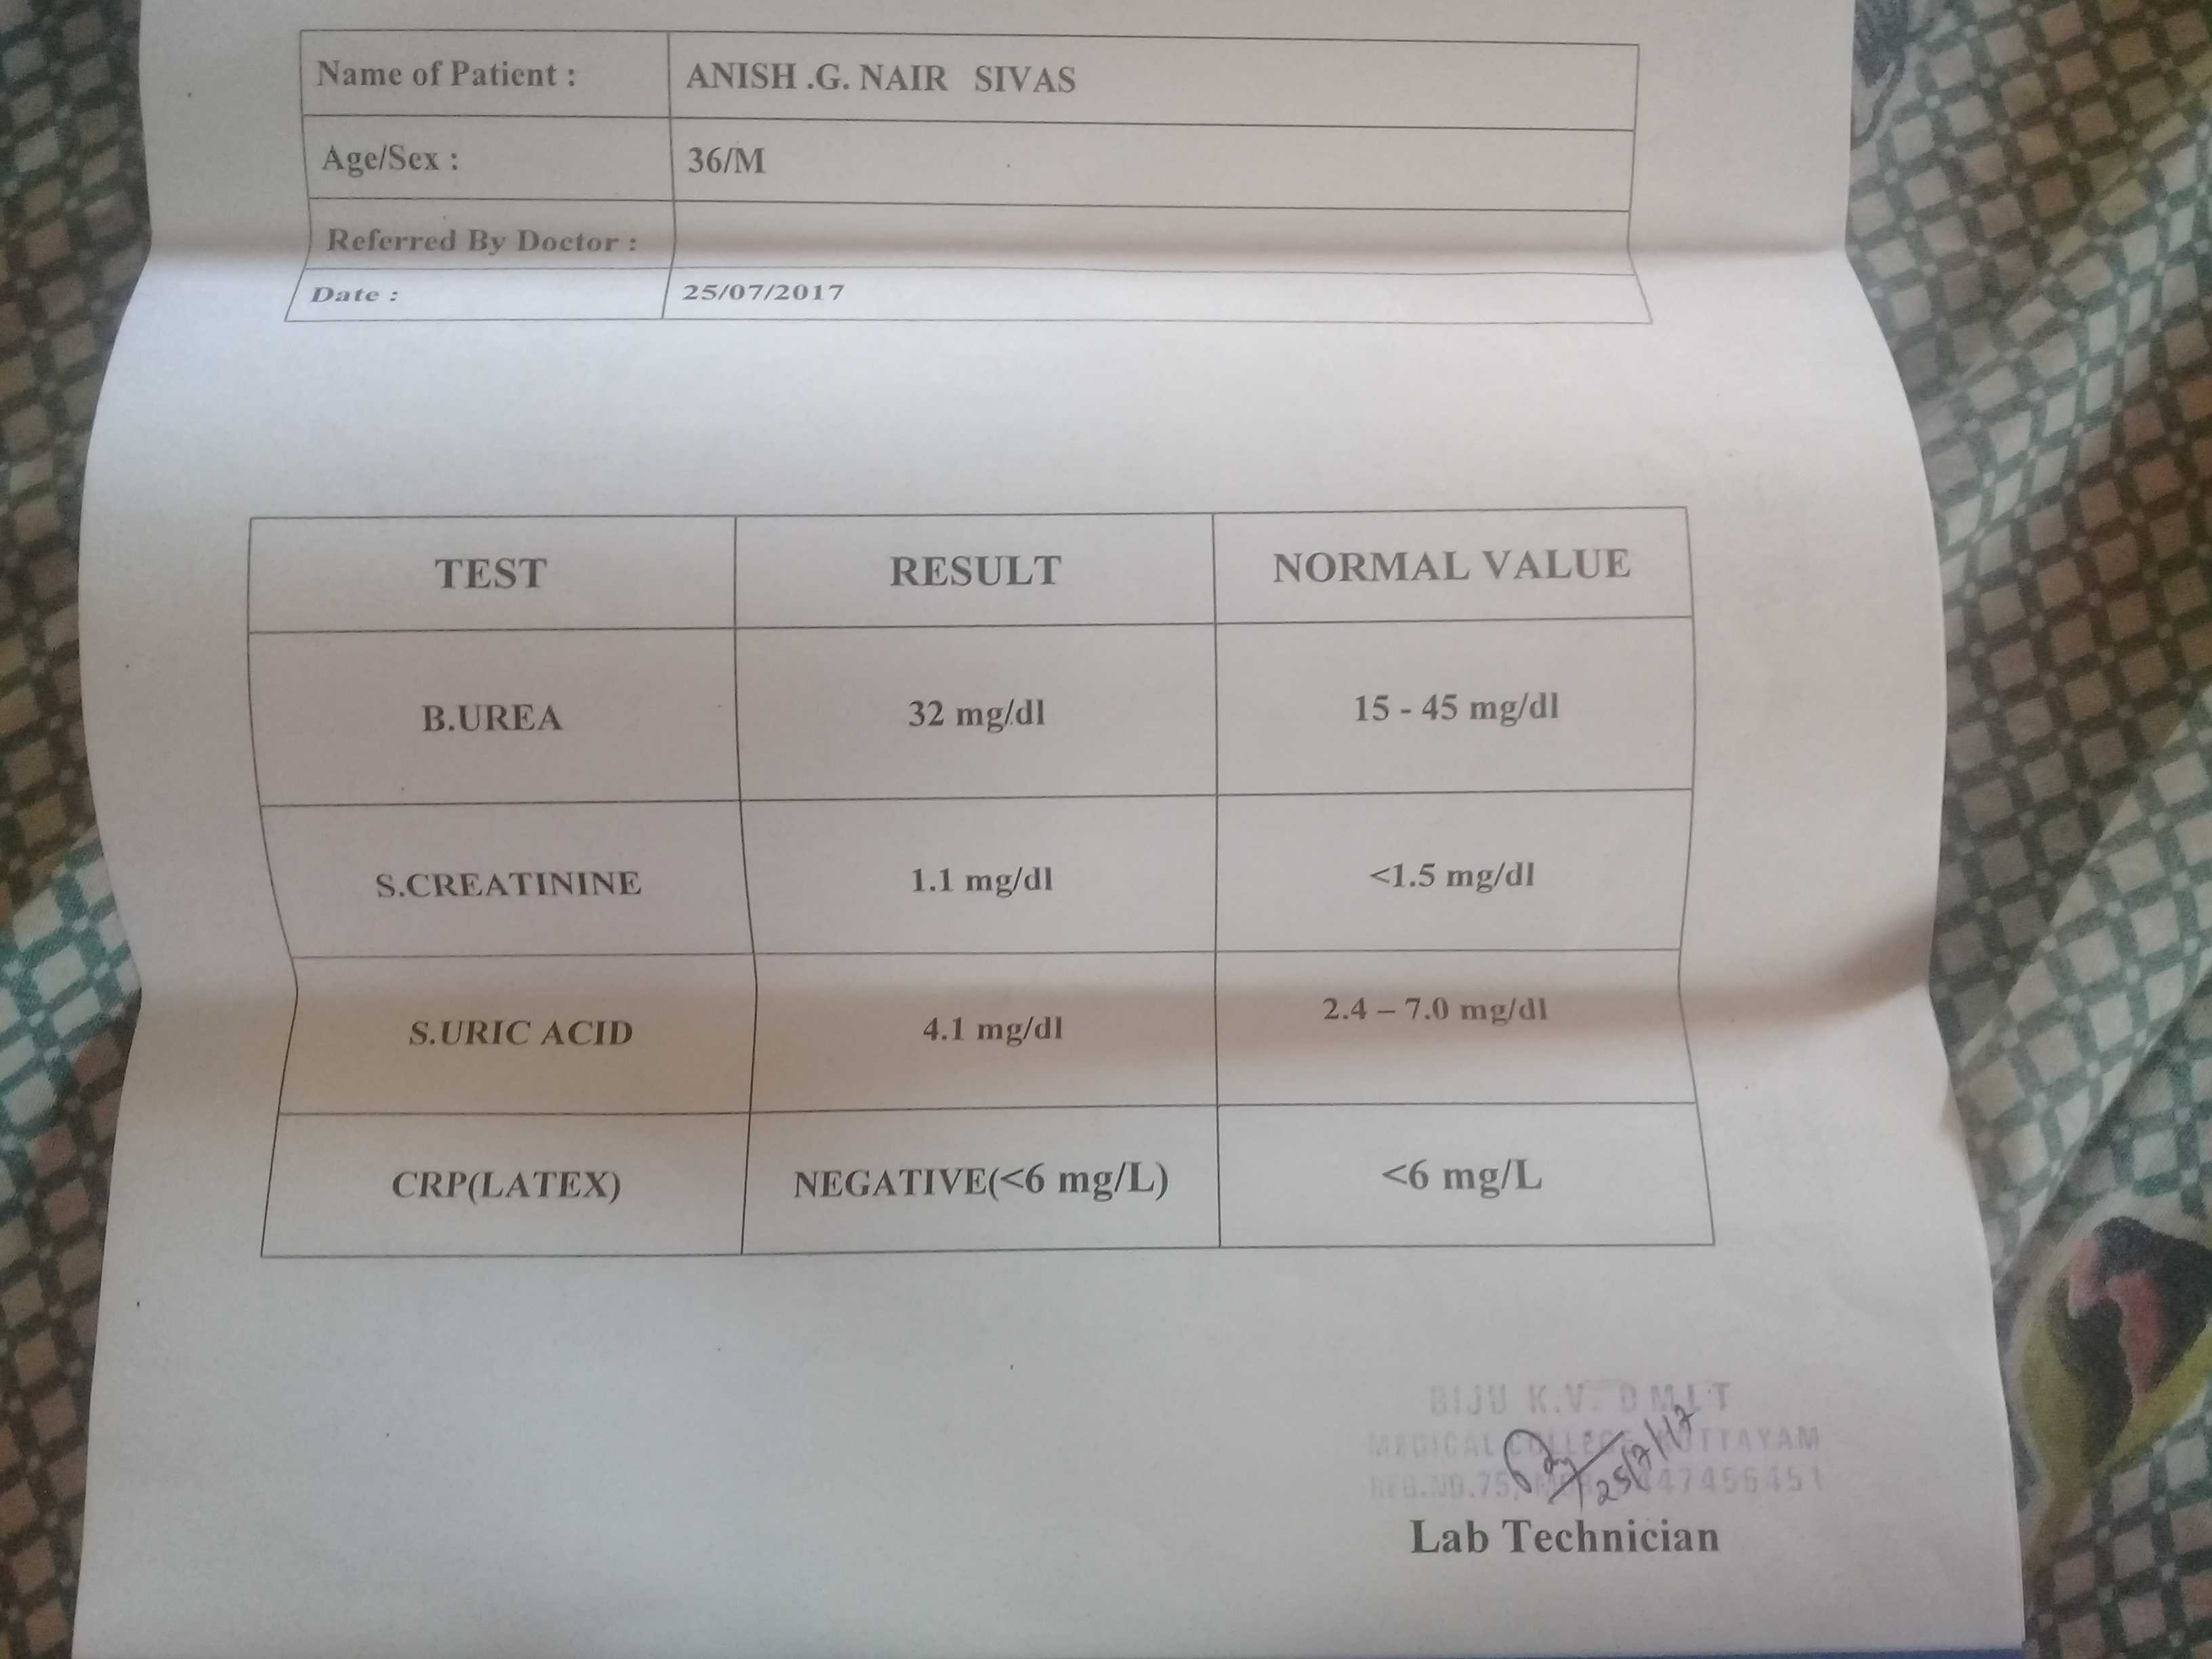 Name of Patient : ANISH .G. NAIR SIVAS
Age/Sex : 36/M
Referred By Doctor :
Date : 25/07/2017
TEST RESULT NORMAL VALUE
B.UREA 32 mg/dl 15 - 45 mg/dl
S.CREATININE 1.1 mg/dl <1.5 mg/dl
S.URIC ACID 4.1 mg/dl 2.4 – 7.0 mg/dl
CRP(LATEX) NEGATIVE(<6 mg/L) <6 mg/L
BIJU K.V. D.M.L.T
MEDICAL COLLEGE KOTTAYAM
REG.NO.75,
25/7/17
Lab Technician